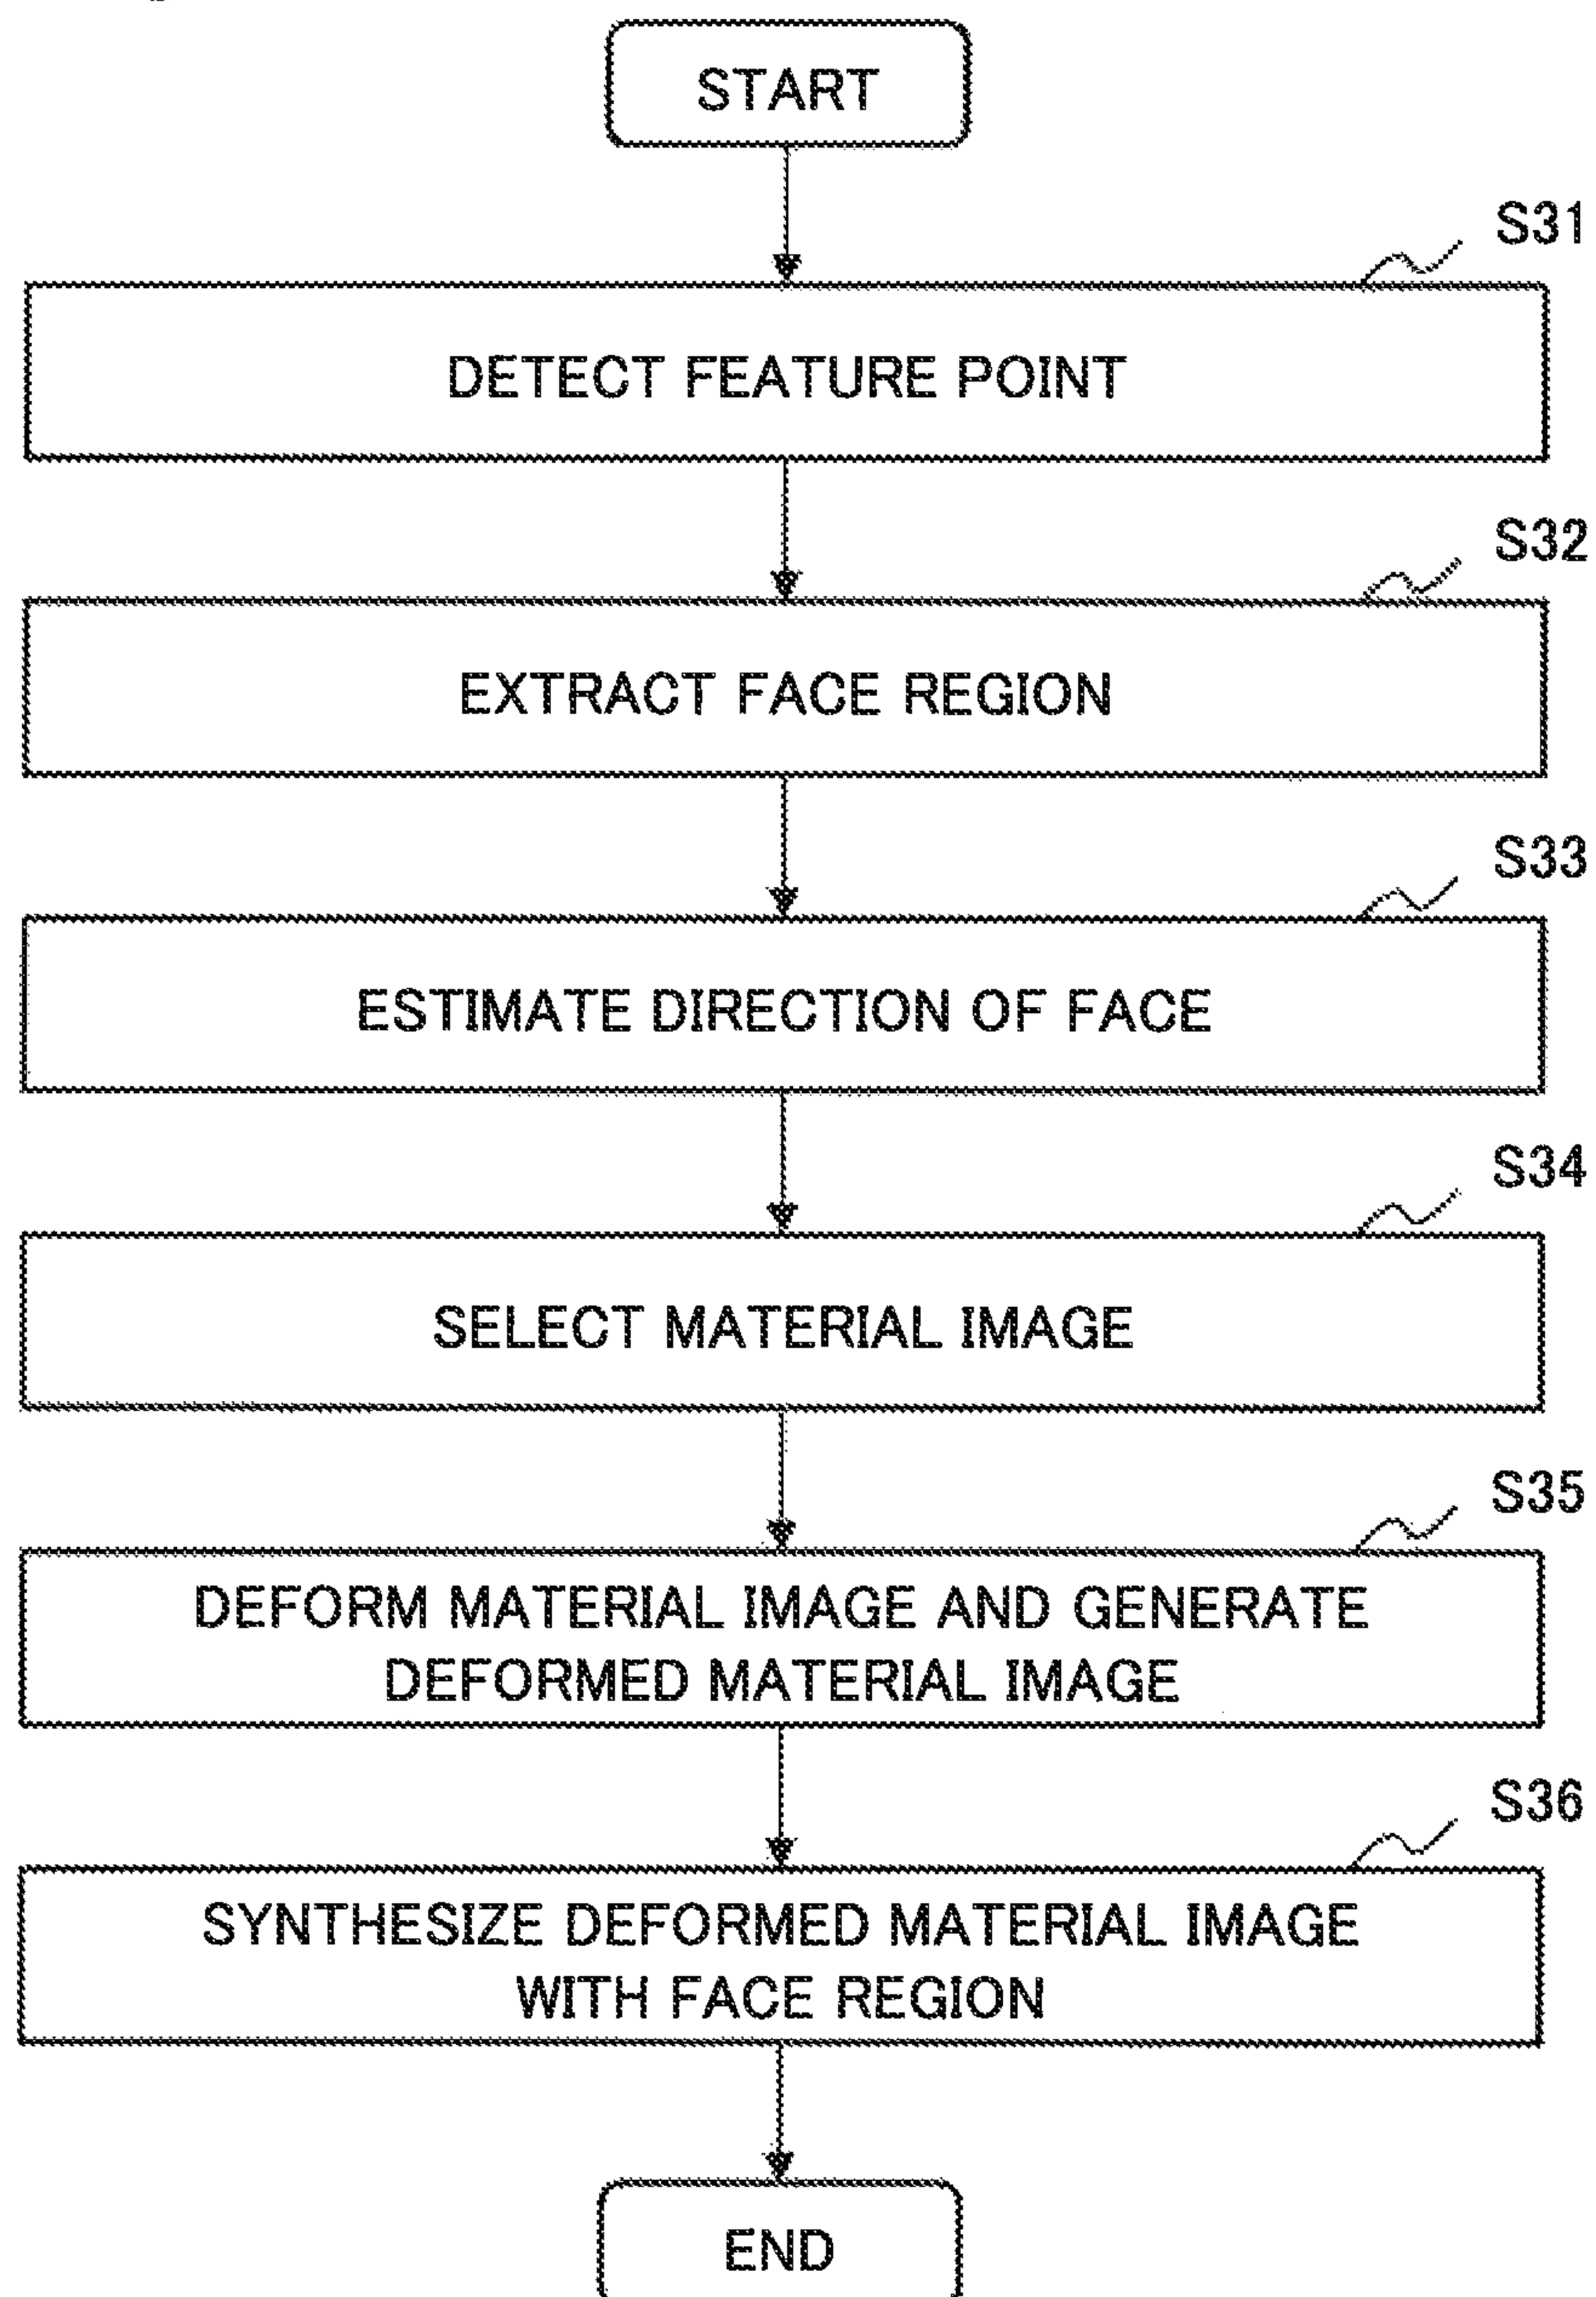 START
S31
DETECT FEATURE POINT
S32
EXTRACT FACE REGION
S33
ESTIMATE DIRECTION OF FACE
S34
SELECT MATERIAL IMAGE
S35
DEFORM MATERIAL IMAGE AND GENERATE
DEFORMED MATERIAL IMAGE
S36
SYNTHESIZE DEFORMED MATERIAL IMAGE
WITH FACE REGION
END